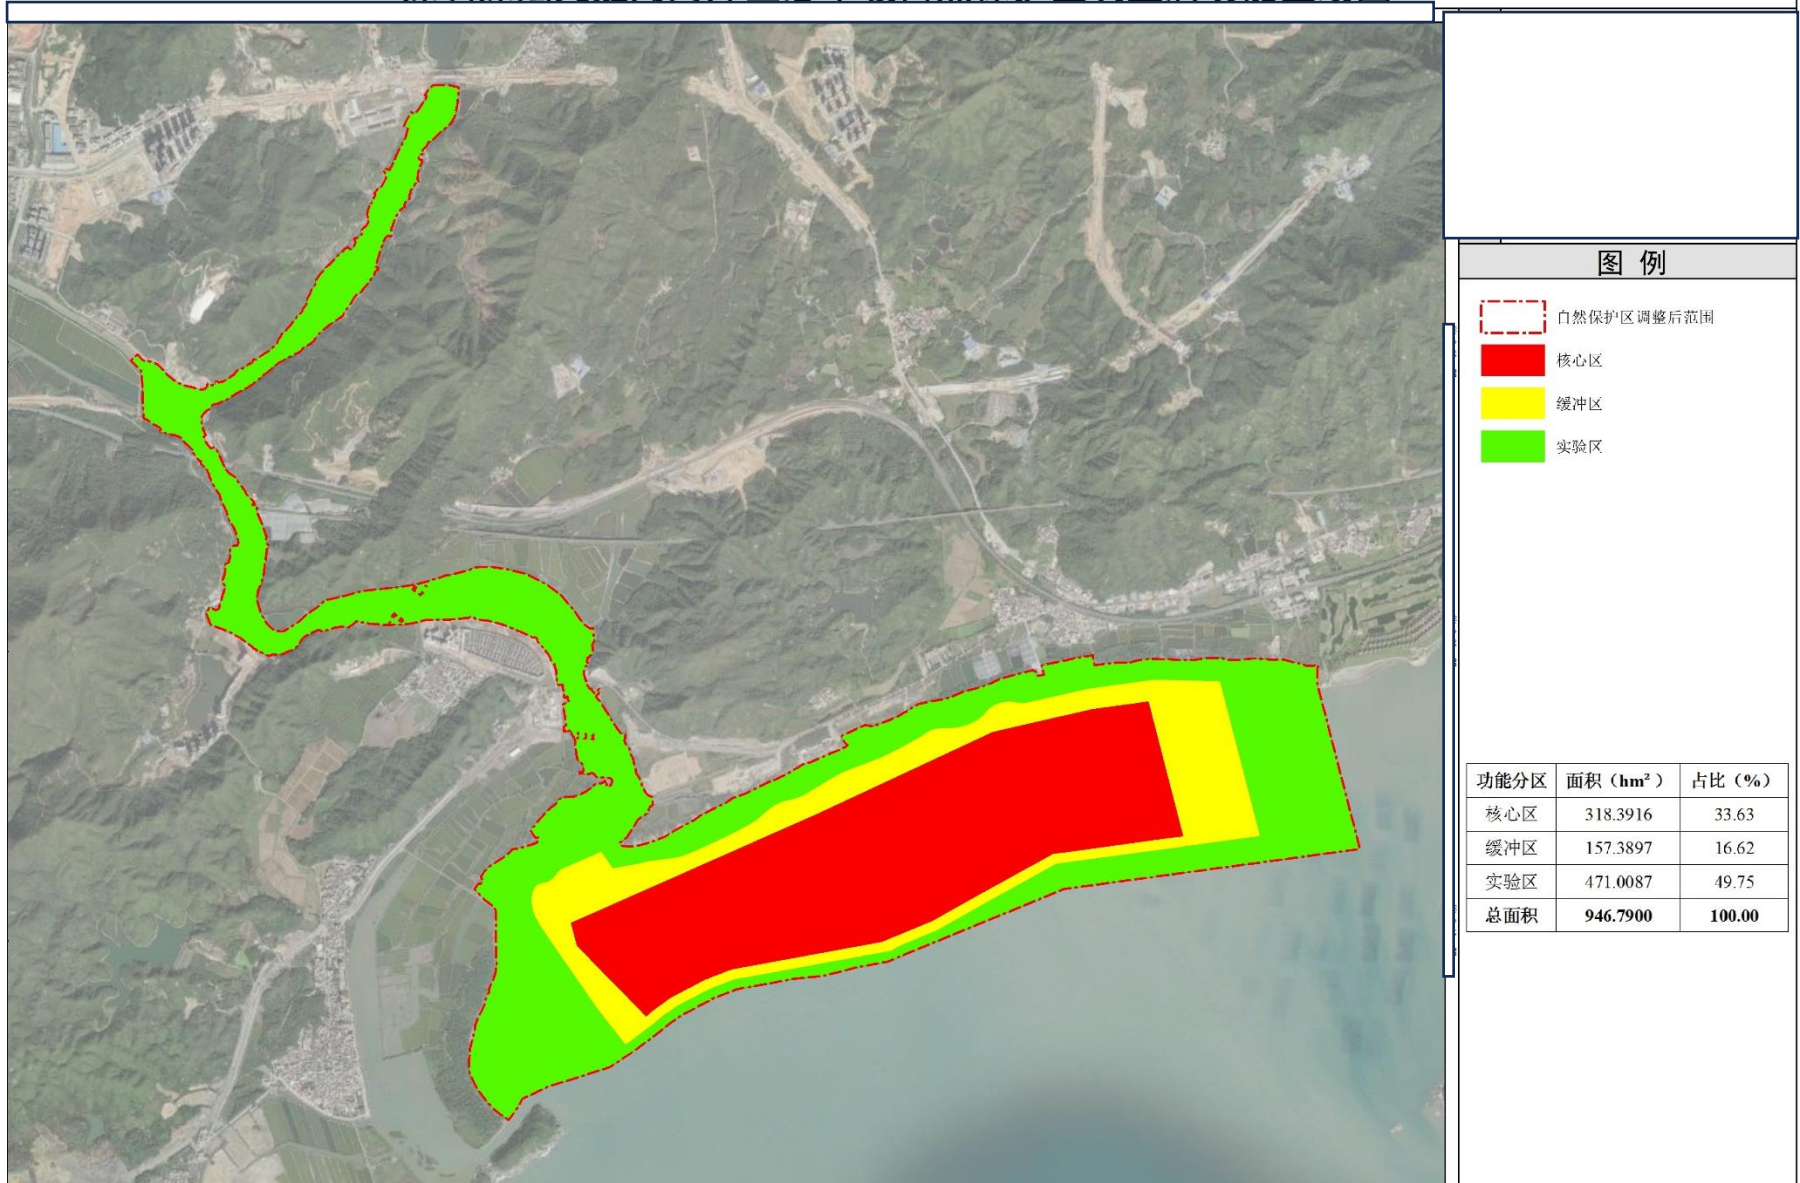 图 例
自然保护区调整后范围
核心区
缓冲区
实验区
功能分区 面积（hm²） 占比（%）
核心区 318.3916 33.63
缓冲区 157.3897 16.62
实验区 471.0087 49.75
总面积 946.7900 100.00